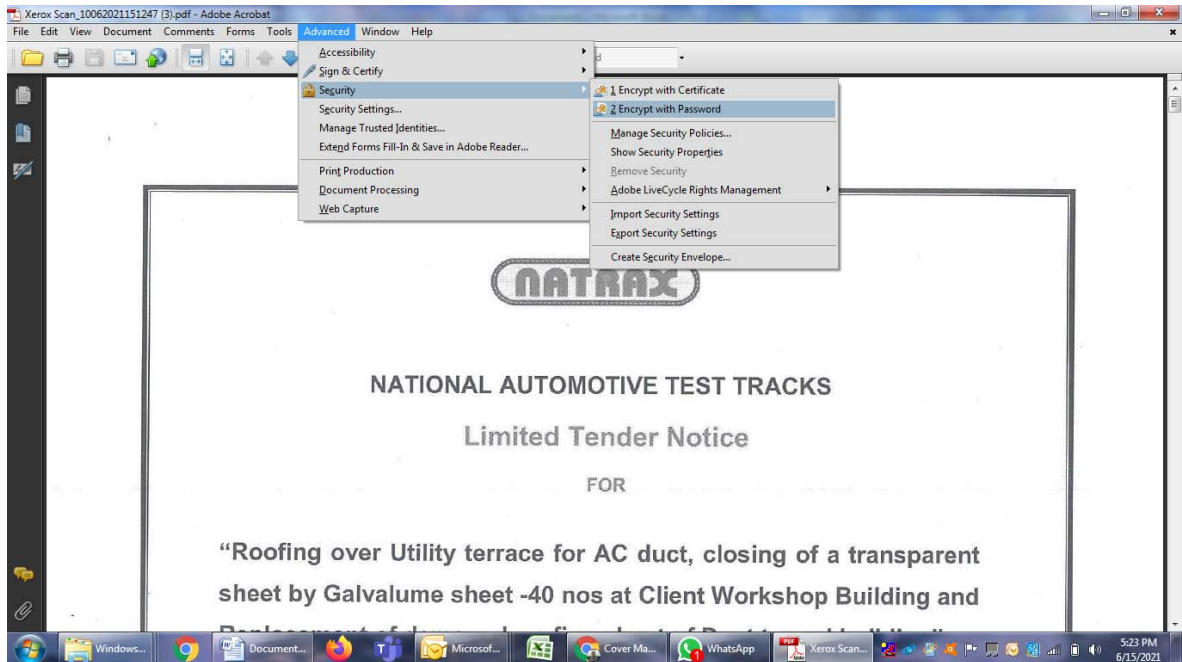 Xerox Scan_10062021151247 (3).pdf - Adobe Acrobat
File Edit View Document Comments Forms Tools Advanced Window Help
Accessibility
Sign & Certify
Security
Security Settings...
Manage Trusted Identities...
Extend Forms Fill-In & Save in Adobe Reader...
Print Production
Document Processing
Web Capture
1 Encrypt with Certificate
2 Encrypt with Password
Manage Security Policies...
Show Security Properties
Remove Security
Adobe LiveCycle Rights Management
Import Security Settings
Export Security Settings
Create Security Envelope...
NATRAX
NATIONAL AUTOMOTIVE TEST TRACKS
Limited Tender Notice
FOR
“Roofing over Utility terrace for AC duct, closing of a transparent
sheet by Galvalume sheet -40 nos at Client Workshop Building and
Windows... Document... Microsof... Cover Ma... WhatsApp Xerox Scan... 5:23 PM
6/15/2021